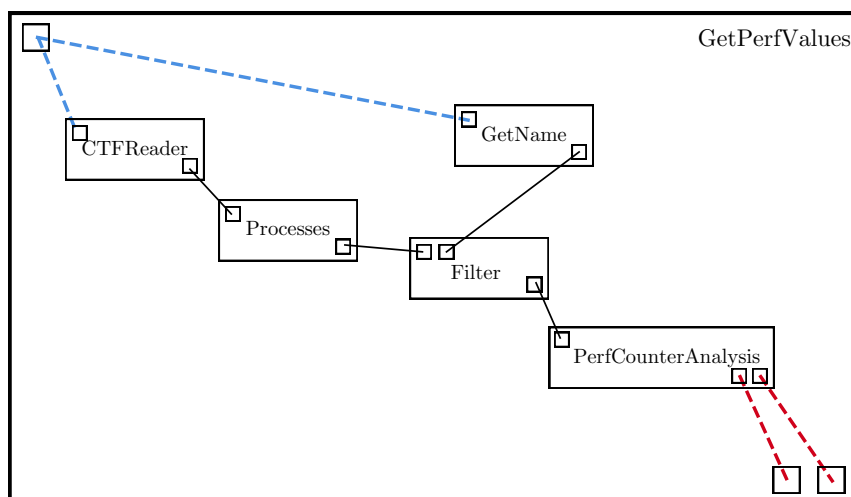 GetPerfValues
GetName
CTFReader
Processes
Filter
PerfCounterAnalysis